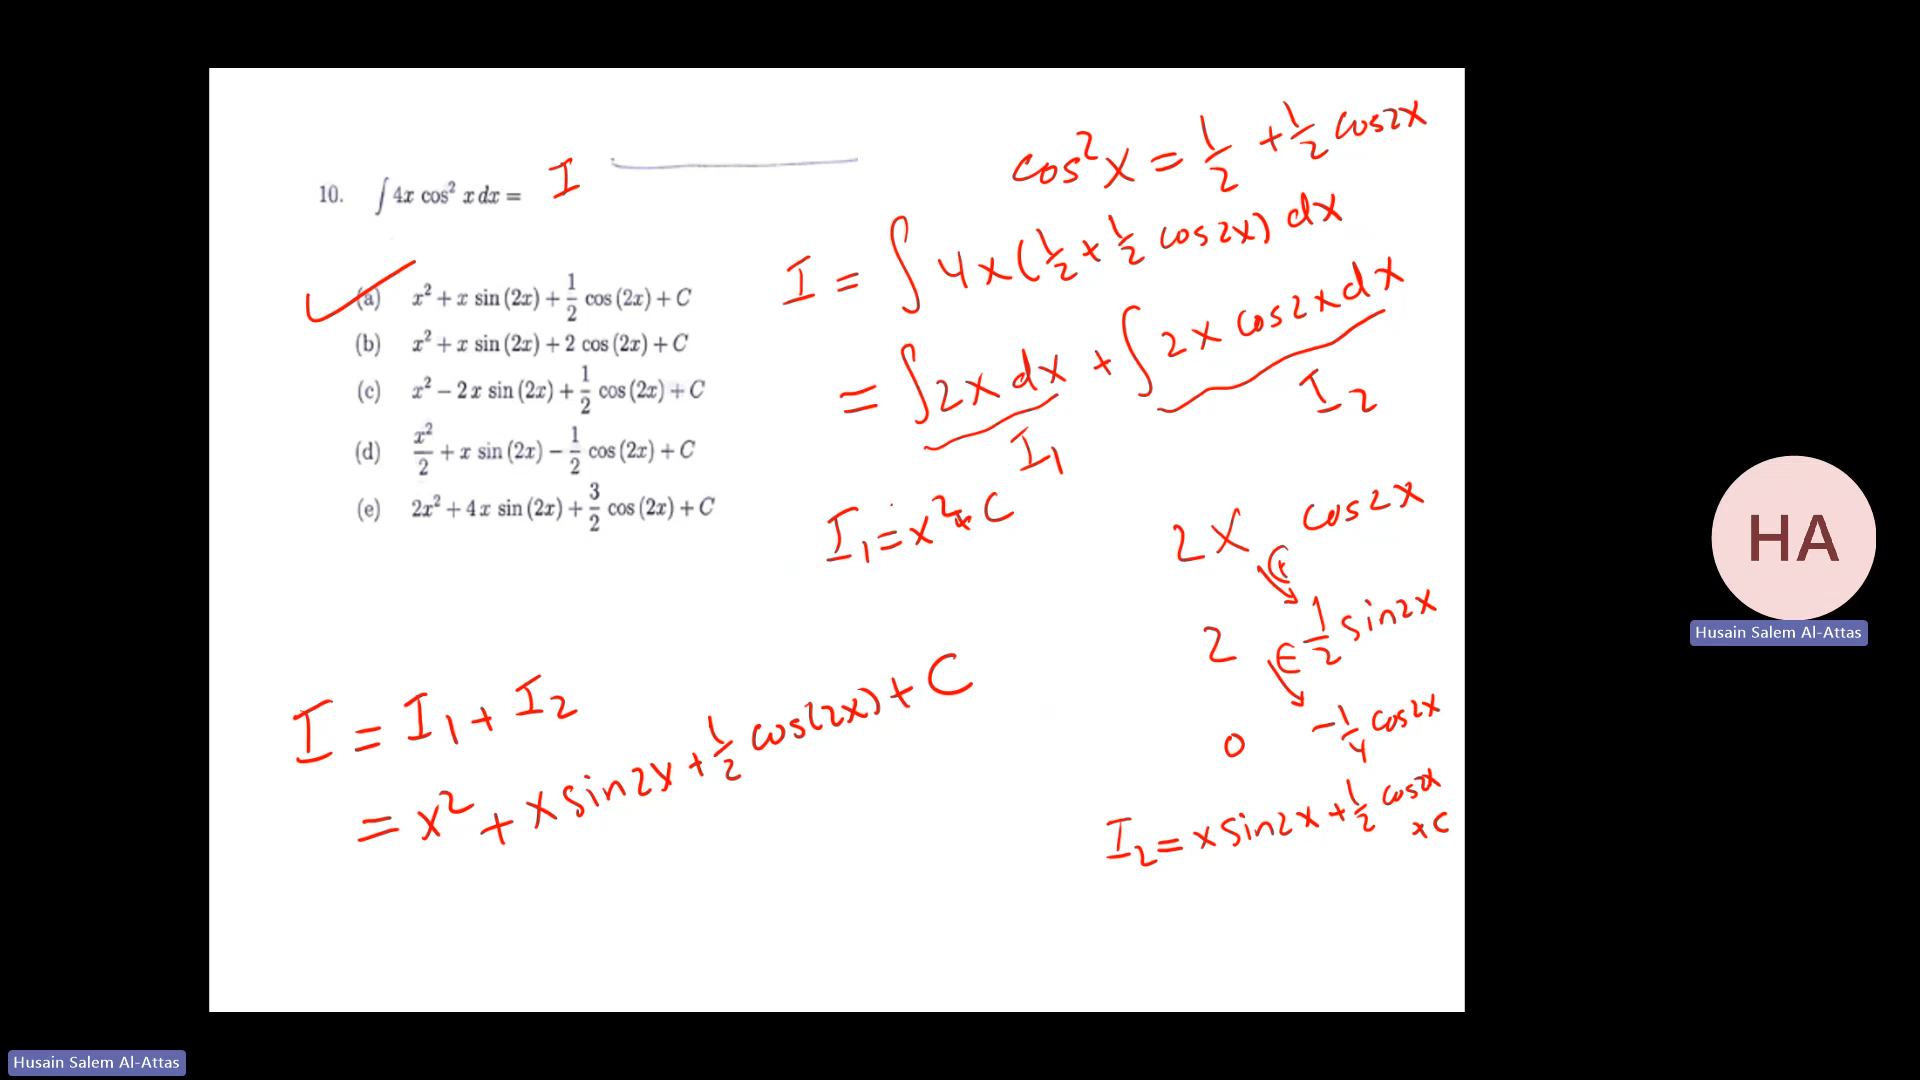 10. ∫ 4x cos² x dx = I
(a) x² + x sin (2x) + 1/2 cos (2x) + C
(b) x² + x sin (2x) + 2 cos (2x) + C
(c) x² − 2x sin (2x) + 1/2 cos (2x) + C
(d) x²/2 + x sin (2x) − 1/2 cos (2x) + C
(e) 2x² + 4x sin (2x) + 3/2 cos (2x) + C
cos²x = 1/2 + 1/2 cos2x
I = ∫ 4x (1/2 + 1/2 cos2x) dx
= ∫ 2x dx + ∫ 2x cos2x dx
I₁ I₂
I₁ = x² + C
2x cos2x
(+)
2 1/2 sin2x
(-)
0 -1/4 cos2x
I₂ = x sin2x + 1/2 cos2x
+ C
I = I₁ + I₂
= x² + x sin2x + 1/2 cos(2x) + C
HA
Husain Salem Al-Attas
Husain Salem Al-Attas